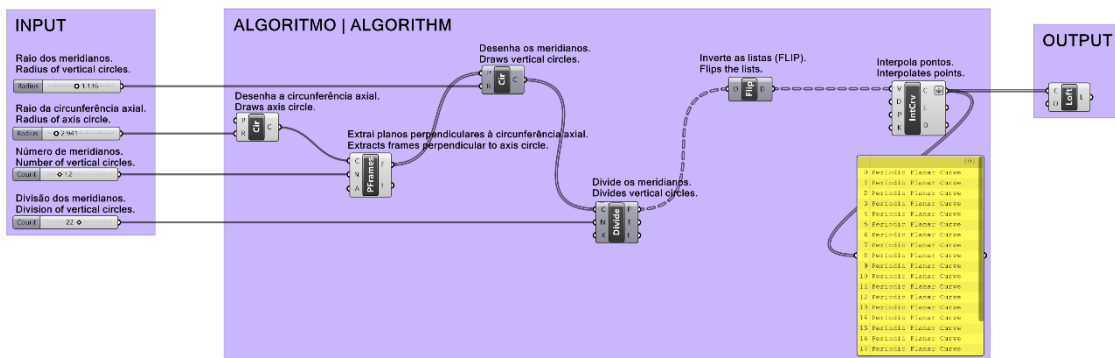 INPUT
Raio dos meridianos.
Radius of vertical circles.
Radius
Raio da circunferência axial.
Radius of axis circle.
Radius 2.941
Número de meridianos.
Number of vertical circles.
Count 12
Divisão dos meridianos.
Division of vertical circles.
Count 22
ALGORITMO | ALGORITHM
Desenha a circunferência axial.
Draws axis circle.
P
R
Cir
C
Extrai planos perpendiculares à circunferência axial.
Extracts frames perpendicular to axis circle.
C
N
A
PFrames
F
t
Desenha os meridianos.
Draws vertical circles.
P
R
Cir
C
Divide os meridianos.
Divides vertical circles.
C
N
K
Divide
P
T
t
Inverte as listas (FLIP).
Flips the lists.
D
Flip
D
Interpola pontos.
Interpolates points.
V
D
P
K
IntCrv
C
L
D
{0}
0 Periodic Planar Curve
1 Periodic Planar Curve
2 Periodic Planar Curve
3 Periodic Planar Curve
4 Periodic Planar Curve
5 Periodic Planar Curve
6 Periodic Planar Curve
7 Periodic Planar Curve
8 Periodic Planar Curve
9 Periodic Planar Curve
10 Periodic Planar Curve
11 Periodic Planar Curve
12 Periodic Planar Curve
13 Periodic Planar Curve
14 Periodic Planar Curve
15 Periodic Planar Curve
16 Periodic Planar Curve
17 Periodic Planar Curve
OUTPUT
C
O
Loft
L